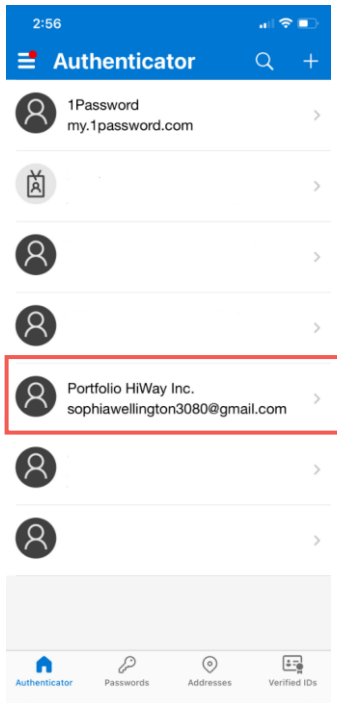 2:56
Authenticator
1Password
my.1password.com
Portfolio HiWay Inc.
sophiawellington3080@gmail.com
Authenticator
Passwords
Addresses
Verified IDs